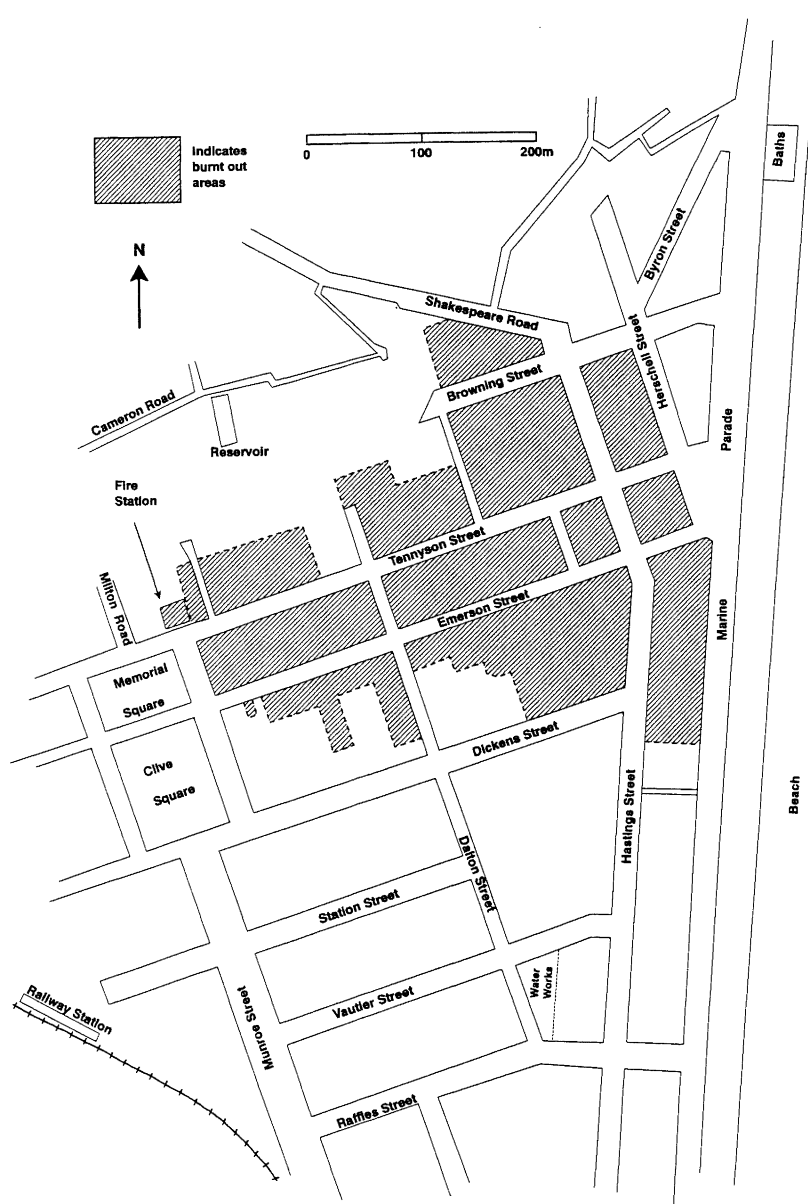 Indicates
burnt out
areas
0 100 200m
Baths
N
Byron Street
Shakespeare Road
Herschell Street
Browning Street
Cameron Road
Parade
Reservoir
Fire
Station
Tennyson Street
Milton Road
Emerson Street
Marine
Memorial
Square
Dickens Street
Clive
Square
Beach
Hastings Street
Dalton Street
Station Street
Water
Works
Railway Station
Vautier Street
Munroe Street
Raffles Street